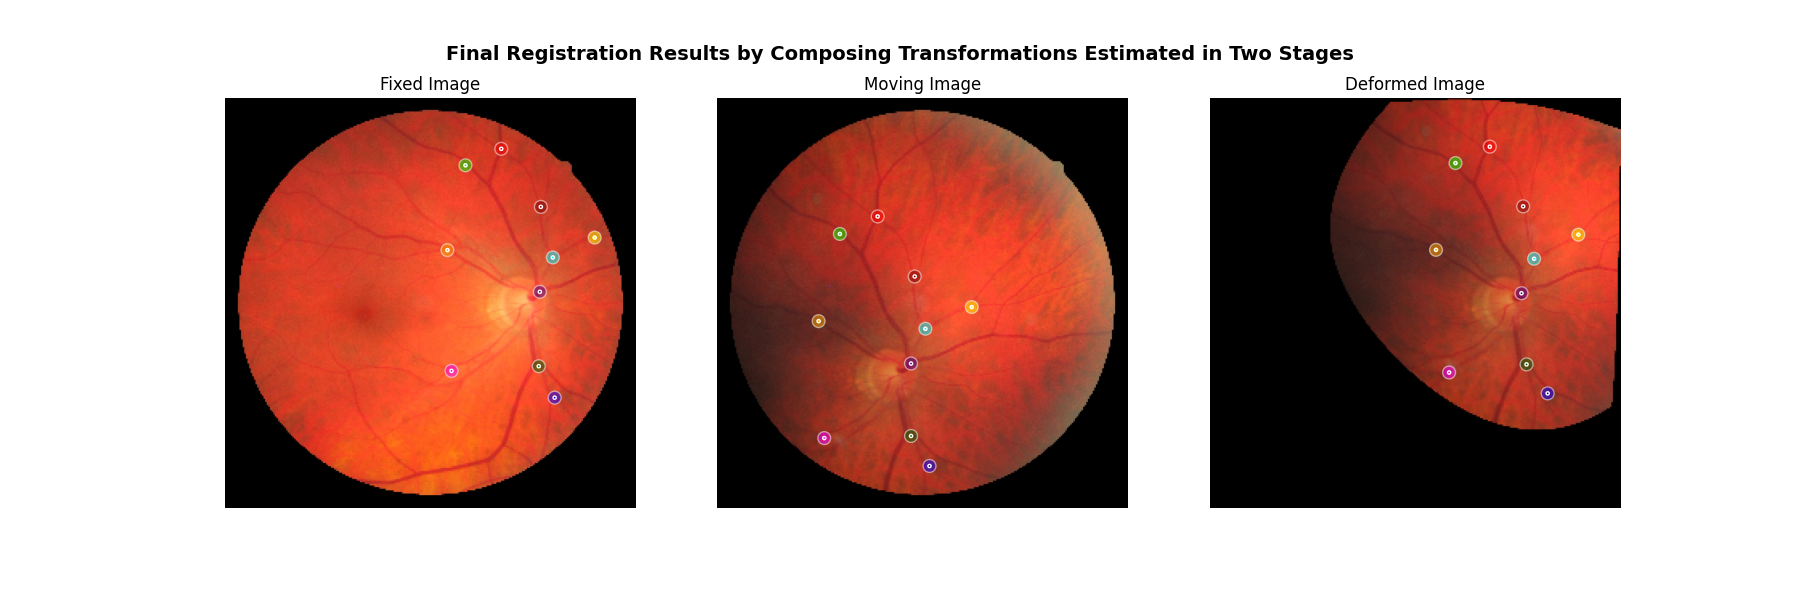 Final Registration Results by Composing Transformations Estimated in Two Stages
Fixed Image
Moving Image
Deformed Image